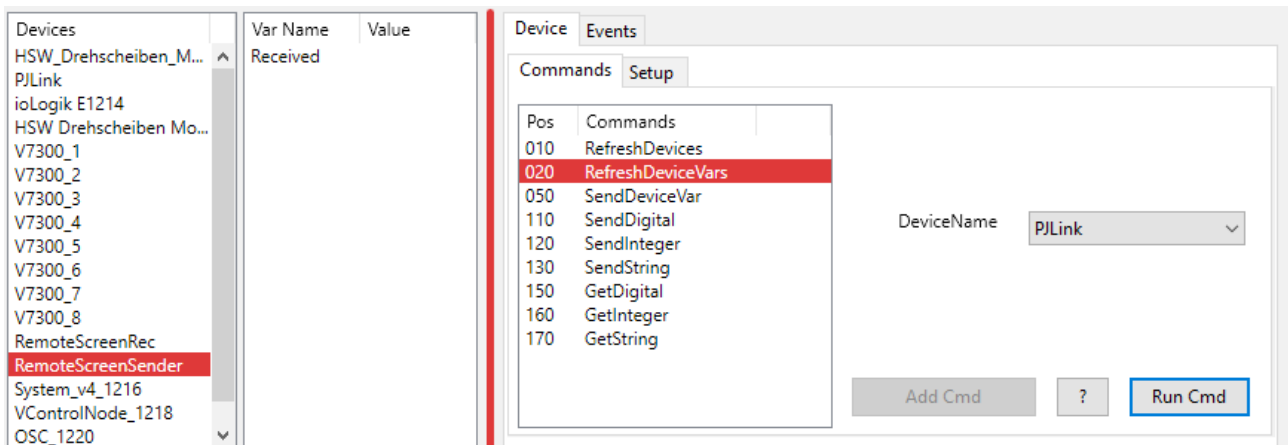 Devices
HSW_Drehscheiben_M...
PJLink
ioLogik E1214
HSW Drehscheiben Mo...
V7300_1
V7300_2
V7300_3
V7300_4
V7300_5
V7300_6
V7300_7
V7300_8
RemoteScreenRec
RemoteScreenSender
System_v4_1216
VControlNode_1218
OSC_1220
Var Name Value
Received
Device Events
Commands Setup
Pos Commands
010 RefreshDevices
020 RefreshDeviceVars
050 SendDeviceVar
110 SendDigital
120 SendInteger
130 SendString
150 GetDigital
160 GetInteger
170 GetString
DeviceName PJLink
Add Cmd ? Run Cmd